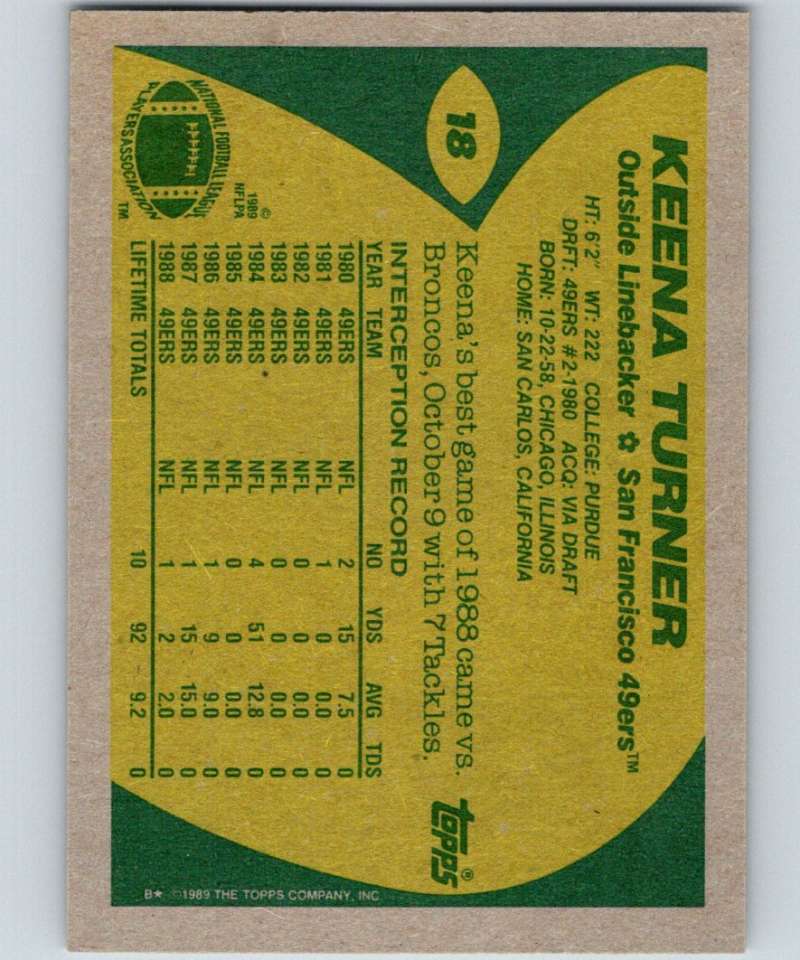 18
KEENA TURNER
Outside Linebacker ✿ San Francisco 49ers™
HT: 6'2" WT: 222 COLLEGE: PURDUE
DRFT: 49ERS #2-1980 ACQ: VIA DRAFT
BORN: 10-22-58, CHICAGO, ILLINOIS
HOME: SAN CARLOS, CALIFORNIA
Keena's best game of 1988 came vs.
Broncos, October 9 with 7 Tackles.
topps®
INTERCEPTION RECORD
YEAR TEAM NO YDS AVG TDS
1980 49ERS NFL 2 15 7.5 0
1981 49ERS NFL 1 0 0.0 0
1982 49ERS NFL 0 0 0.0 0
1983 49ERS NFL 0 0 0.0 0
1984 49ERS NFL 4 51 12.8 0
1985 49ERS NFL 0 0 0.0 0
1986 49ERS NFL 1 9 9.0 0
1987 49ERS NFL 1 15 15.0 0
1988 49ERS NFL 1 2 2.0 0
LIFETIME TOTALS 10 92 9.2 0
NATIONAL FOOTBALL LEAGUE
PLAYERS ASSOCIATION
TM
©
1989
NFLPA
B★ ©1989 THE TOPPS COMPANY, INC.